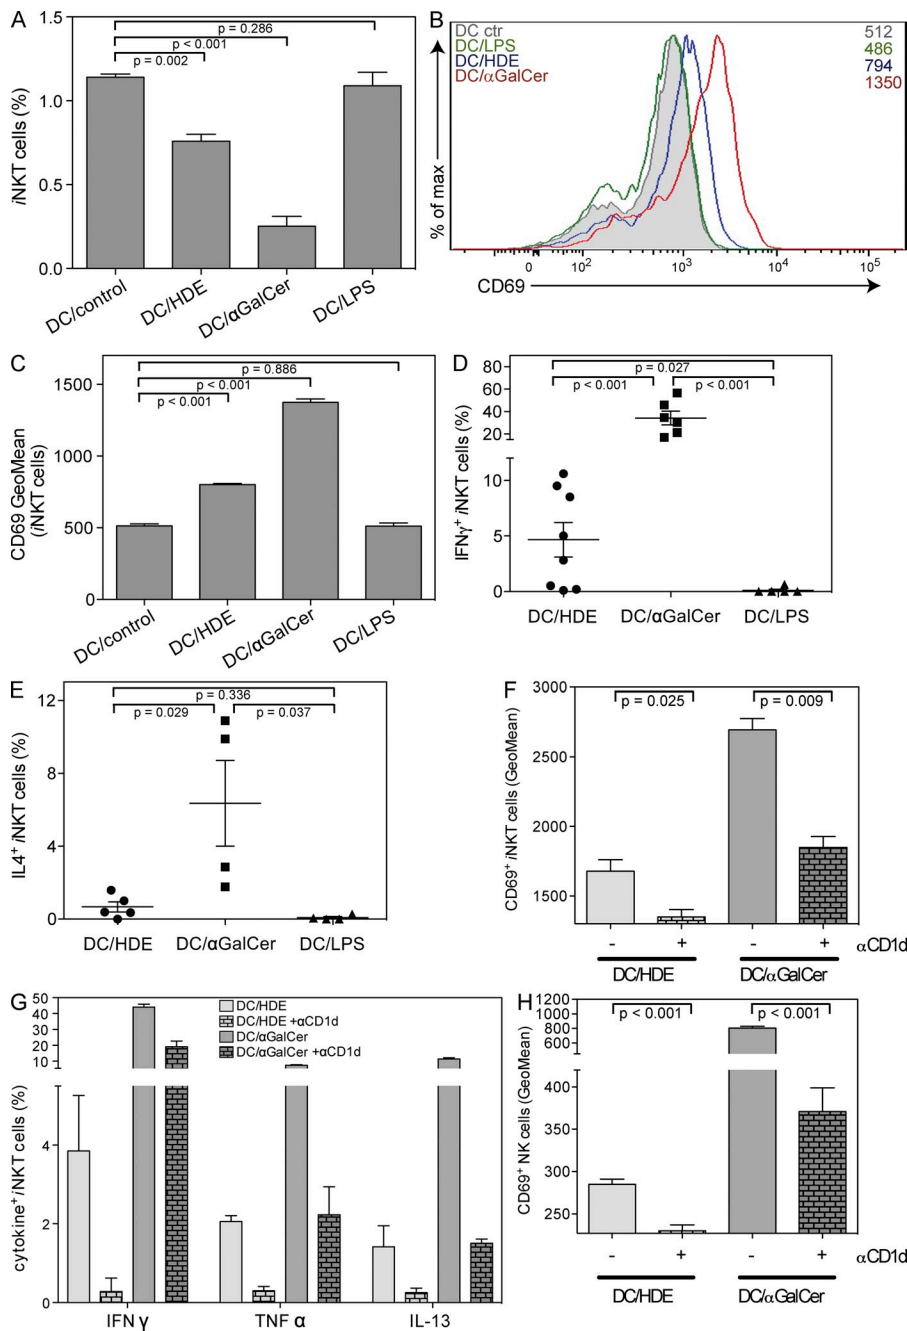 A
p = 0.286
p < 0.001
p = 0.002
1.5
1.0
0.5
0.0
iNKT cells (%)
DC/control
DC/HDE
DC/αGalCer
DC/LPS
B
DC ctr 512
DC/LPS 486
DC/HDE 794
DC/αGalCer 1350
% of max
0 10² 10³ 10⁴ 10⁵
CD69
C
p = 0.886
p < 0.001
p < 0.001
1500
1000
500
0
CD69 GeoMean
(iNKT cells)
DC/control
DC/HDE
DC/αGalCer
DC/LPS
D
p = 0.027
p < 0.001 p < 0.001
80
60
40
20
10
5
0
IFNγ⁺ iNKT cells (%)
DC/HDE DC/αGalCer DC/LPS
E
p = 0.336
p = 0.029 p = 0.037
12
8
4
0
IL4⁺ iNKT cells (%)
DC/HDE DC/αGalCer DC/LPS
F
p = 0.025 p = 0.009
3000
2500
2000
1500
CD69⁺ iNKT cells (GeoMean)
- + - + αCD1d
DC/HDE DC/αGalCer
G
DC/HDE
DC/HDE +αCD1d
DC/αGalCer
DC/αGalCer +αCD1d
50
40
30
20
10
4
2
0
cytokine⁺ iNKT cells (%)
IFN γ TNF α IL-13
H
p < 0.001 p < 0.001
1200
1000
800
600
400
350
300
250
CD69⁺ NK cells (GeoMean)
- + - + αCD1d
DC/HDE DC/αGalCer